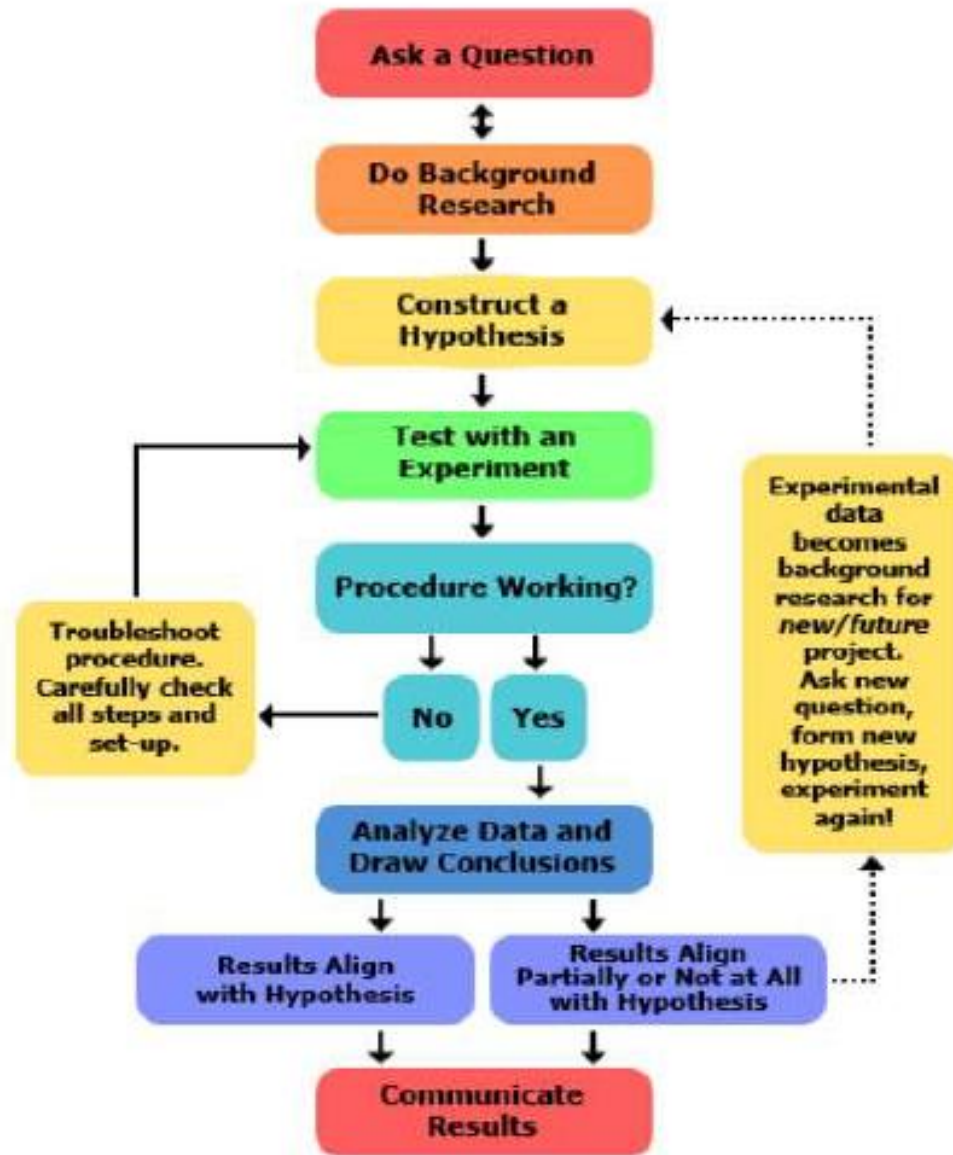 Ask a Question
Do Background
Research
Construct a
Hypothesis
Test with an
Experiment
Procedure Working?
No
Yes
Troubleshoot
procedure.
Carefully check
all steps and
set-up.
Experimental
data
becomes
background
research for
new/future
project.
Ask new
question,
form new
hypothesis,
experiment
again!
Analyze Data and
Draw Conclusions
Results Align
with Hypothesis
Results Align
Partially or Not at All
with Hypothesis
Communicate
Results